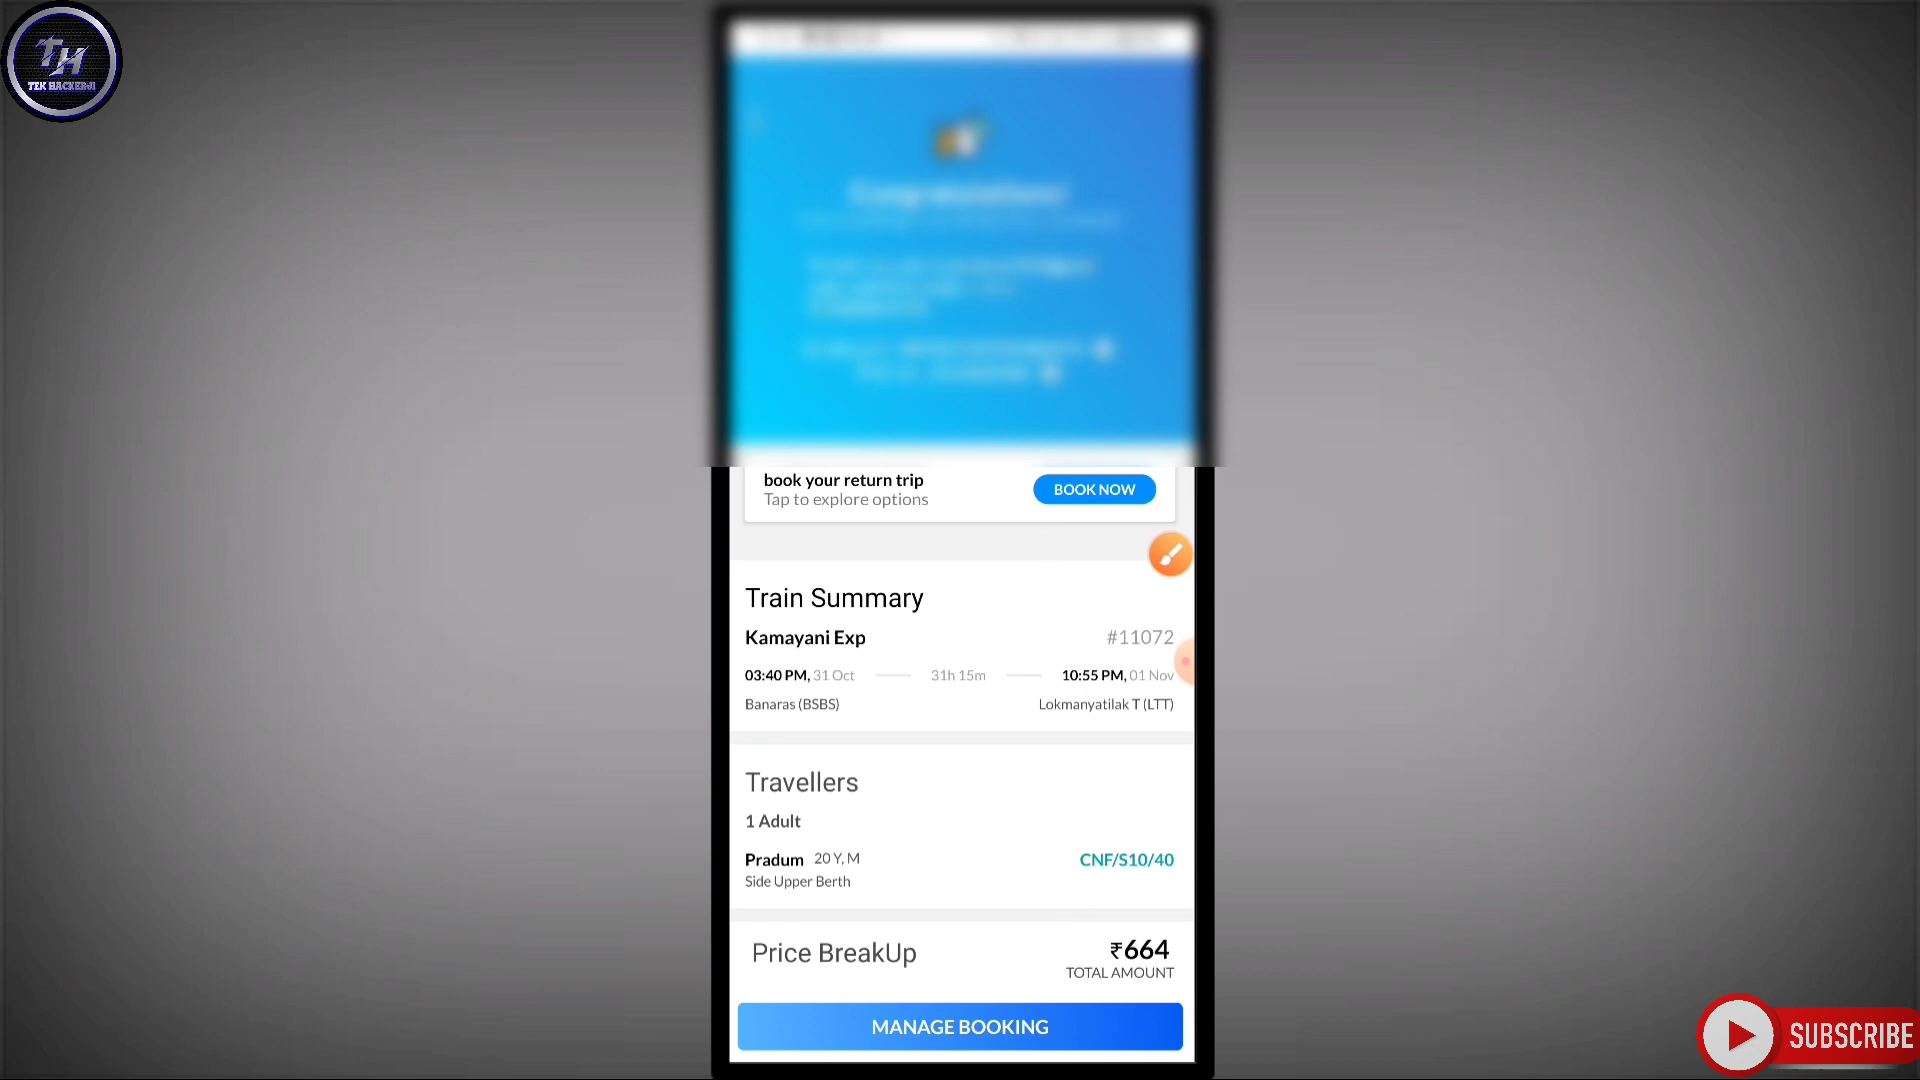 TH
TEK HACKERJI
Congratulations!
book your return trip
Tap to explore options
BOOK NOW
Train Summary
Kamayani Exp #11072
03:40 PM, 31 Oct 31h 15m 10:55 PM, 01 Nov
Banaras (BSBS) Lokmanyatilak T (LTT)
Travellers
1 Adult
Pradum 20 Y, M CNF/S10/40
Side Upper Berth
Price BreakUp ₹664
TOTAL AMOUNT
MANAGE BOOKING
SUBSCRIBE